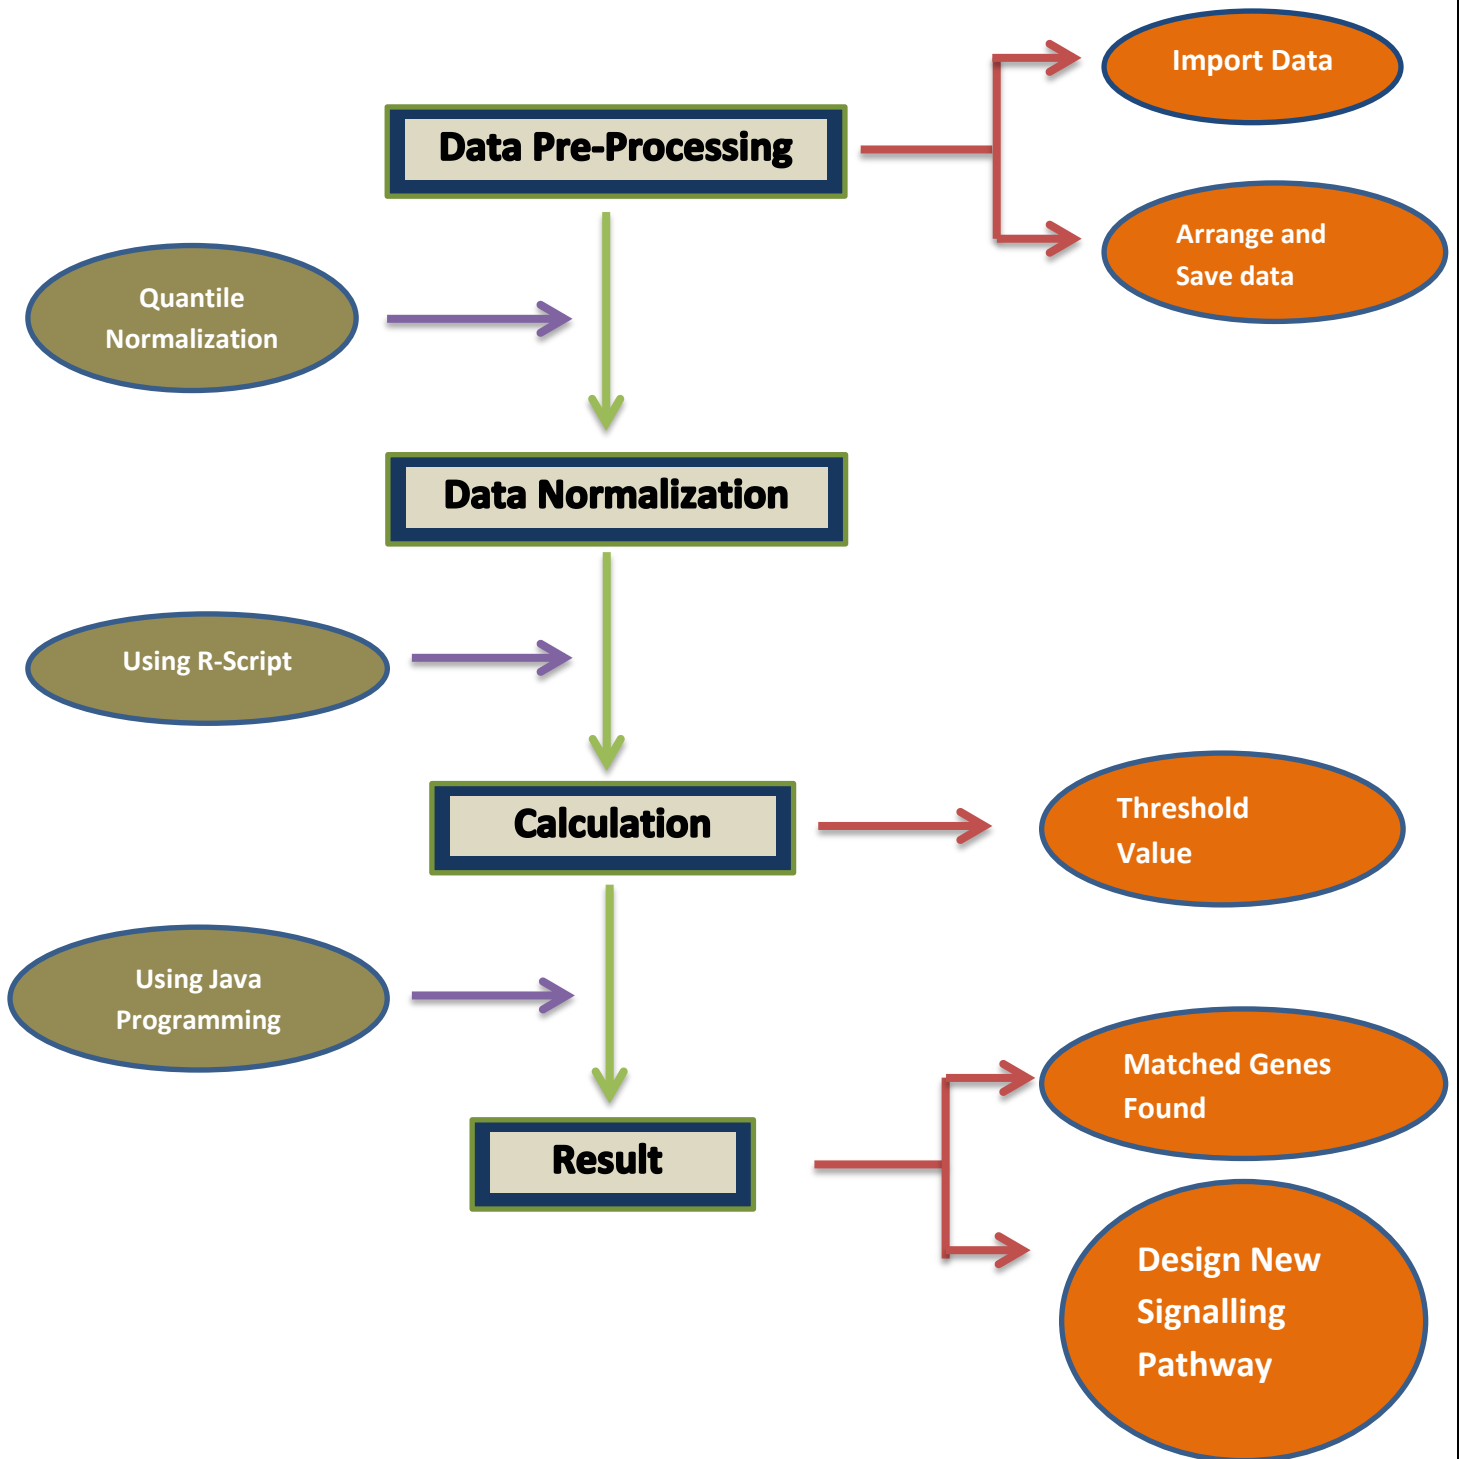 Import Data
Data Pre-Processing
Arrange and
Save data
Quantile
Normalization
Data Normalization
Using R-Script
Calculation
Threshold
Value
Using Java
Programming
Matched Genes
Found
Result
Design New
Signalling
Pathway